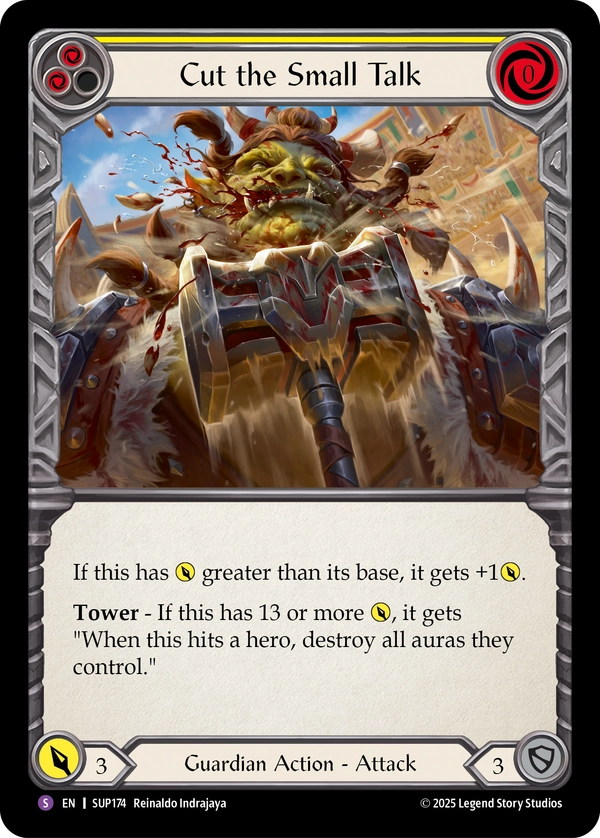 Cut the Small Talk
0
If this has greater than its base, it gets +1.
Tower - If this has 13 or more , it gets
"When this hits a hero, destroy all auras they
control."
3
Guardian Action - Attack
3
S EN | SUP174 Reinaldo Indrajaya
© 2025 Legend Story Studios